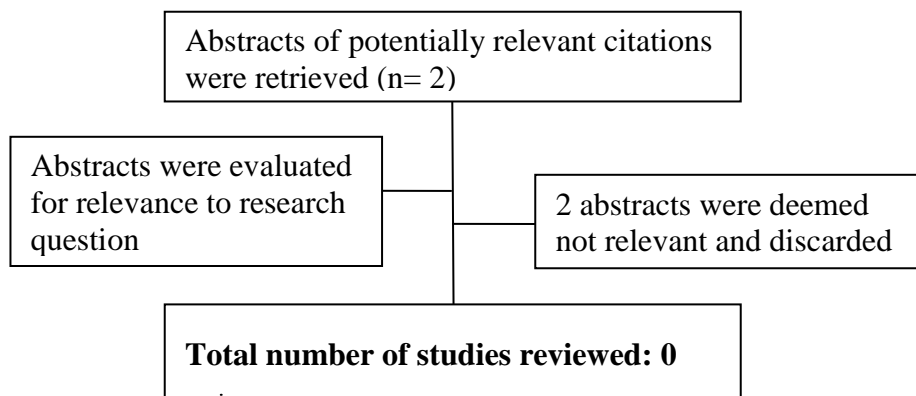 Abstracts of potentially relevant citations
were retrieved (n= 2)
Abstracts were evaluated
for relevance to research
question
2 abstracts were deemed
not relevant and discarded
Total number of studies reviewed: 0